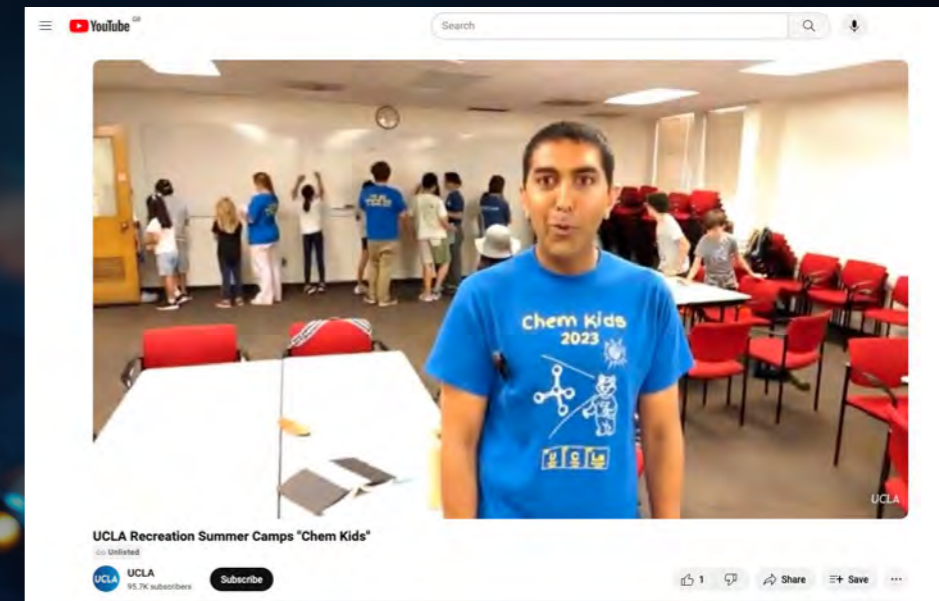 YouTube
Search
Chem Kids
2023
U C La
UCLA
UCLA Recreation Summer Camps "Chem Kids"
Unlisted
UCLA
UCLA
95.7K subscribers
Subscribe
1
Share
Save
...